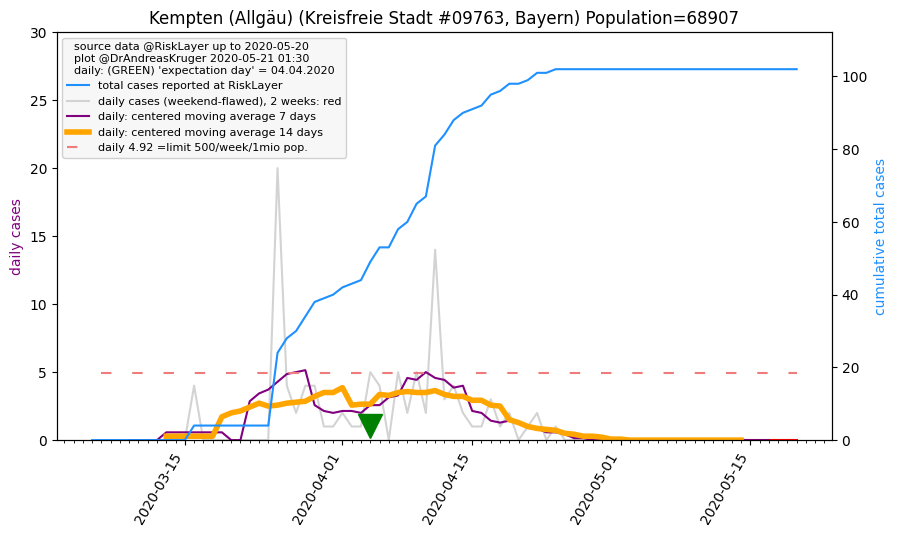 Kempten (Allgäu) (Kreisfreie Stadt #09763, Bayern) Population=68907
source data @RiskLayer up to 2020-05-20
plot @DrAndreasKruger 2020-05-21 01:30
daily: (GREEN) 'expectation day' = 04.04.2020
total cases reported at RiskLayer
daily cases (weekend-flawed), 2 weeks: red
daily: centered moving average 7 days
daily: centered moving average 14 days
daily 4.92 =limit 500/week/1mio pop.
daily cases
30
25
20
15
10
5
0
cumulative total cases
100
80
60
40
20
0
2020-03-15
2020-04-01
2020-04-15
2020-05-01
2020-05-15